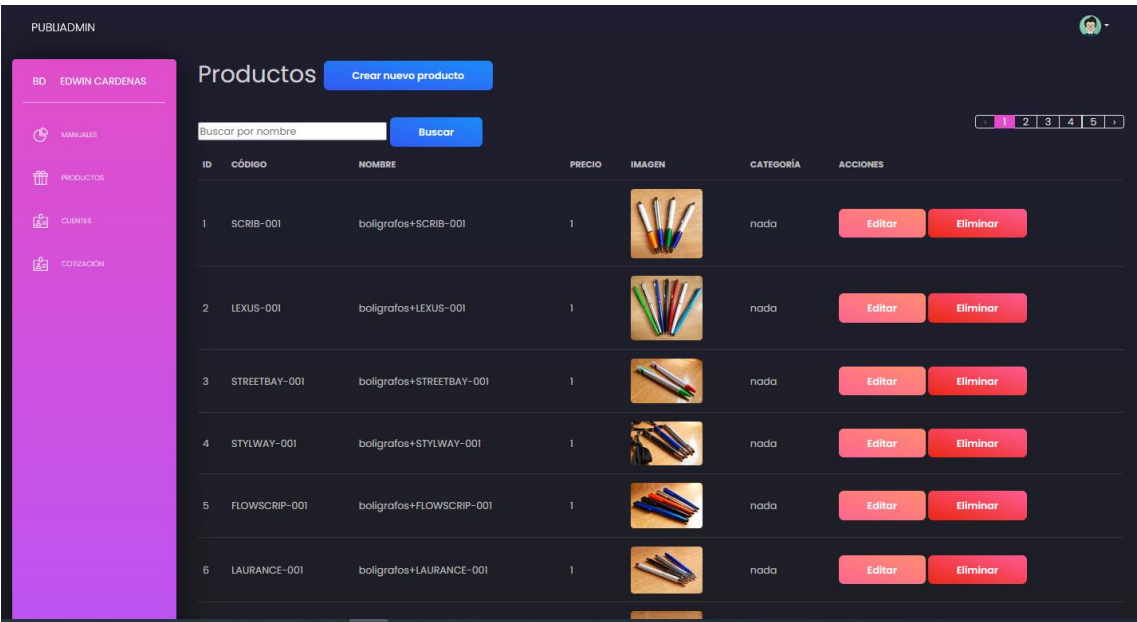 PUBLIADMIN
BD EDWIN CARDENAS
MANUALES
PRODUCTOS
CLIENTES
COTIZACIÓN
Productos Crear nuevo producto
Buscar por nombre Buscar
‹ 1 2 3 4 5 ›
ID CÓDIGO NOMBRE PRECIO IMAGEN CATEGORÍA ACCIONES
1 SCRIB-001 boligrafos+SCRIB-001 1 nada Editar Eliminar
2 LEXUS-001 boligrafos+LEXUS-001 1 nada Editar Eliminar
3 STREETBAY-001 boligrafos+STREETBAY-001 1 nada Editar Eliminar
4 STYLWAY-001 boligrafos+STYLWAY-001 1 nada Editar Eliminar
5 FLOWSCRIP-001 boligrafos+FLOWSCRIP-001 1 nada Editar Eliminar
6 LAURANCE-001 boligrafos+LAURANCE-001 1 nada Editar Eliminar